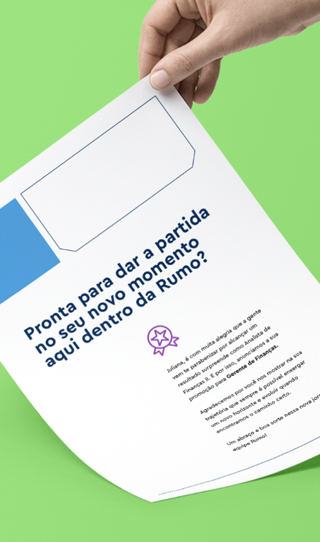 Pronta para dar a partida
no seu novo momento
aqui dentro da Rumo?
Juliana, é com muita alegria que a gente
vem te parabenizar por alcançar um
resultado surpreende como Analista de
Finanças II. E por isso, anunciamos a sua
promoção para Gerente de Finanças.
Agradecemos por você nos mostrar na sua
trajetória que sempre é possível enxergar
um novo horizonte e evoluir quando
encontramos o caminho certo.
Um abraço e boa sorte nessa nova
equipe Rumo!